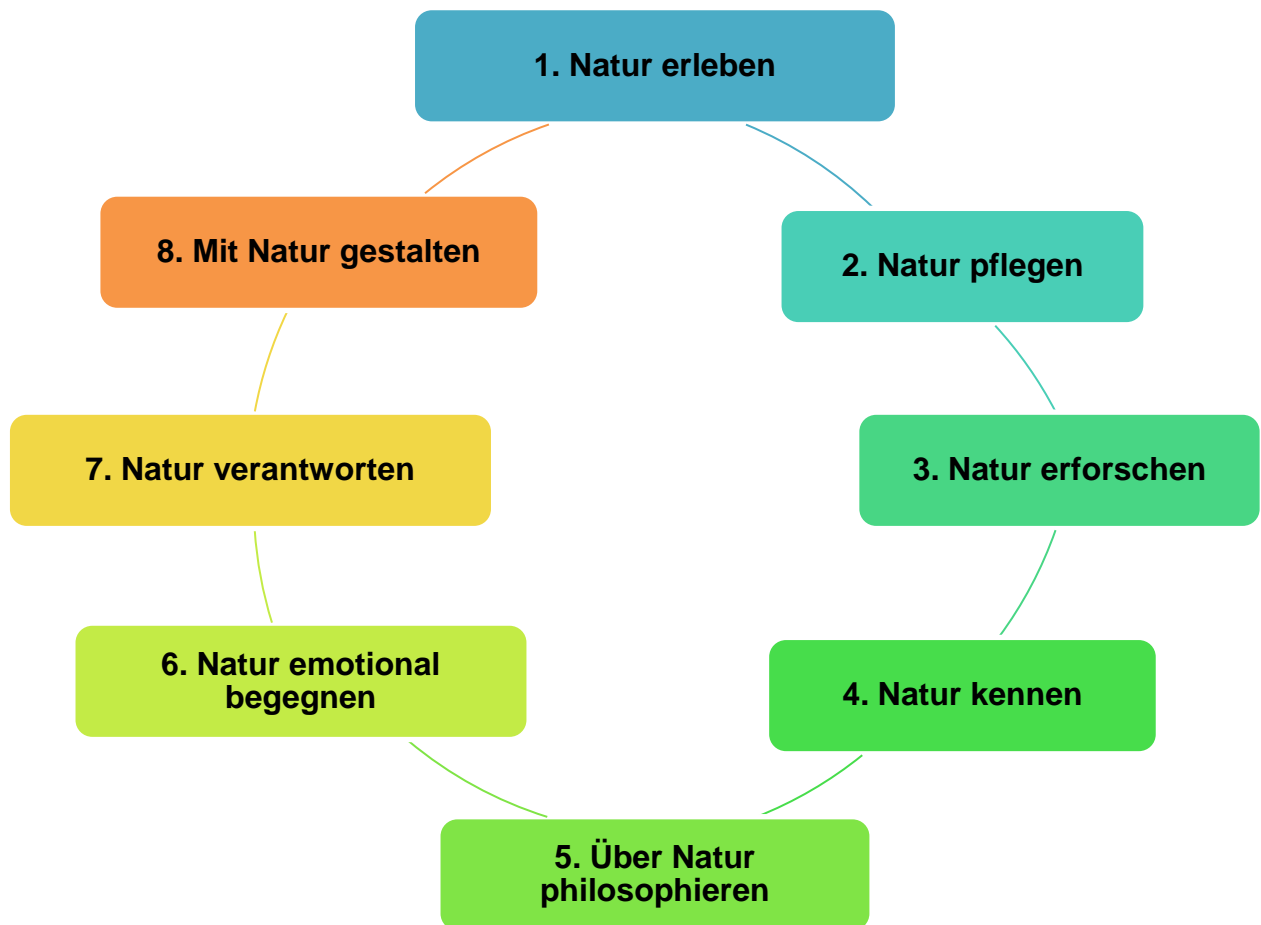 1. Natur erleben
2. Natur pflegen
3. Natur erforschen
4. Natur kennen
5. Über Natur
philosophieren
6. Natur emotional
begegnen
7. Natur verantworten
8. Mit Natur gestalten